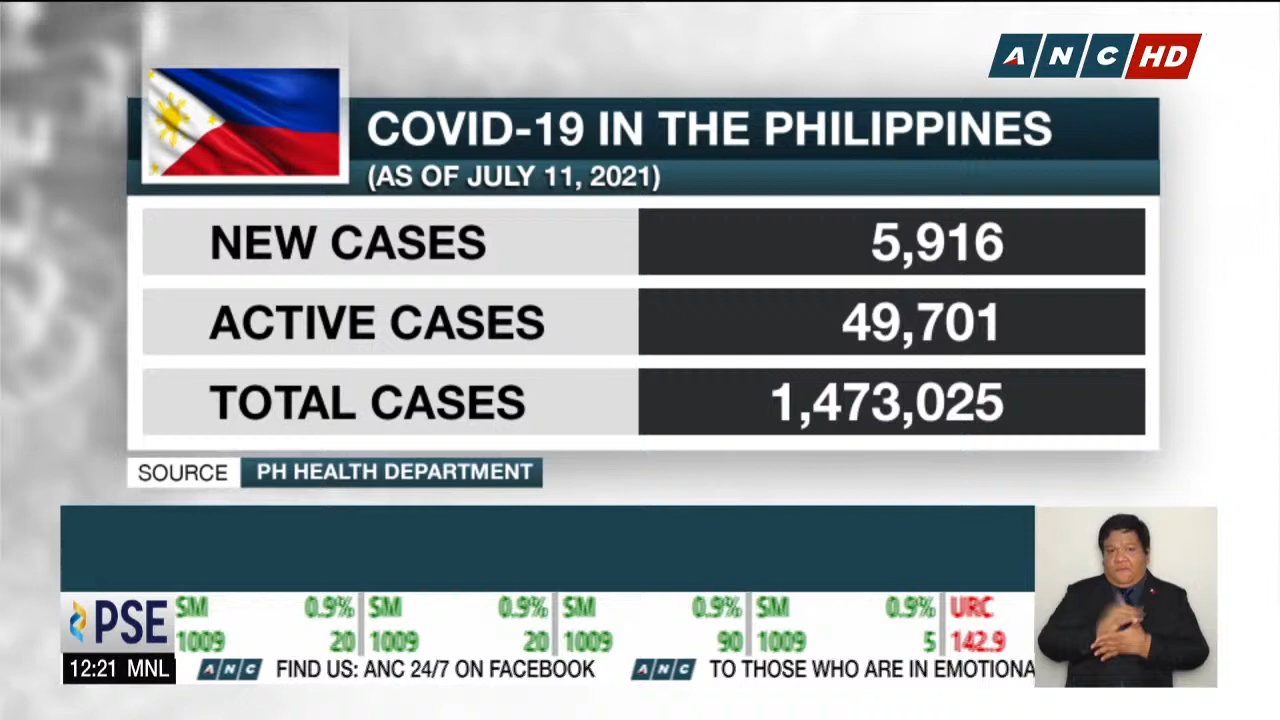 ANC HD
COVID-19 IN THE PHILIPPINES
(AS OF JULY 11, 2021)
NEW CASES 5,916
ACTIVE CASES 49,701
TOTAL CASES 1,473,025
SOURCE PH HEALTH DEPARTMENT
PSE
SM 0.9% SM 0.9% SM 0.9% SM 0.9% URC
1009 20 1009 20 1009 90 1009 5 142.9
12:21 MNL ANC FIND US: ANC 24/7 ON FACEBOOK ANC TO THOSE WHO ARE IN EMOTIONA